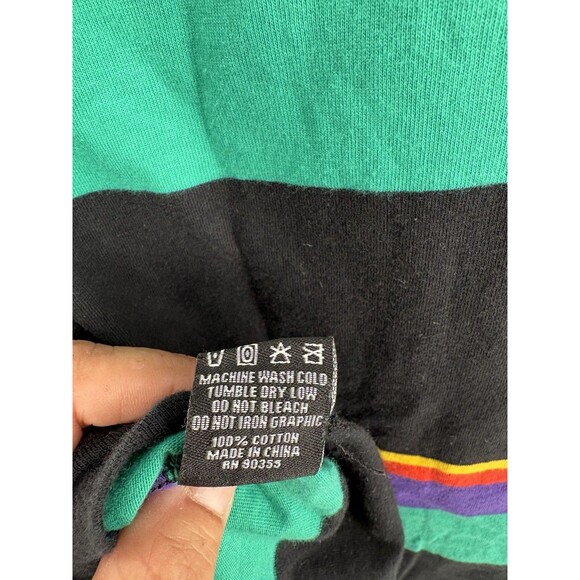 MACHINE WASH COLD
TUMBLE DRY LOW
DO NOT BLEACH
DO NOT IRON GRAPHIC
100% COTTON
MADE IN CHINA
RN 90355